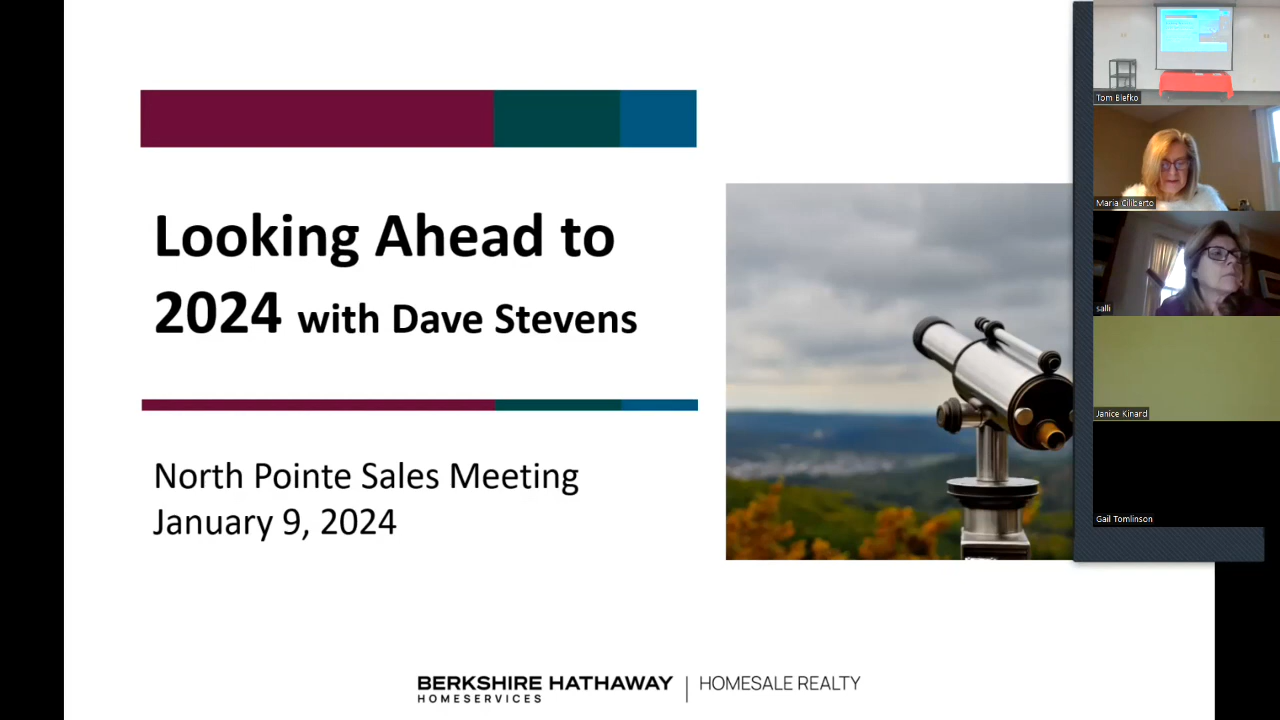 Looking Ahead to
2024 with Dave Stevens
North Pointe Sales Meeting
January 9, 2024
BERKSHIRE HATHAWAY
HOMESERVICES
HOMESALE REALTY
Tom Blefko
Maria Ciliberto
salli
Janice Kinard
Gail Tomlinson